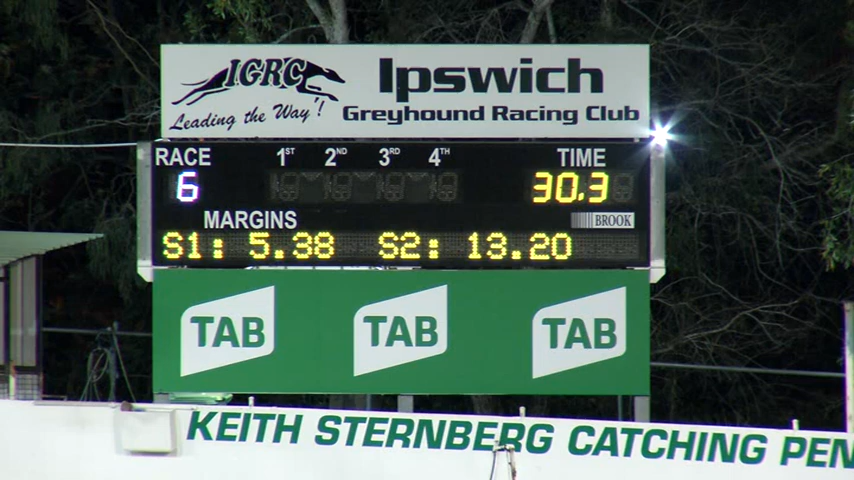 IGRC
Leading the Way'!
Ipswich
Greyhound Racing Club
RACE 1ST 2ND 3RD 4TH TIME
6 30.3
MARGINS BROOK
S1: 5.38 S2: 13.20
TAB TAB TAB
KEITH STERNBERG CATCHING PEN